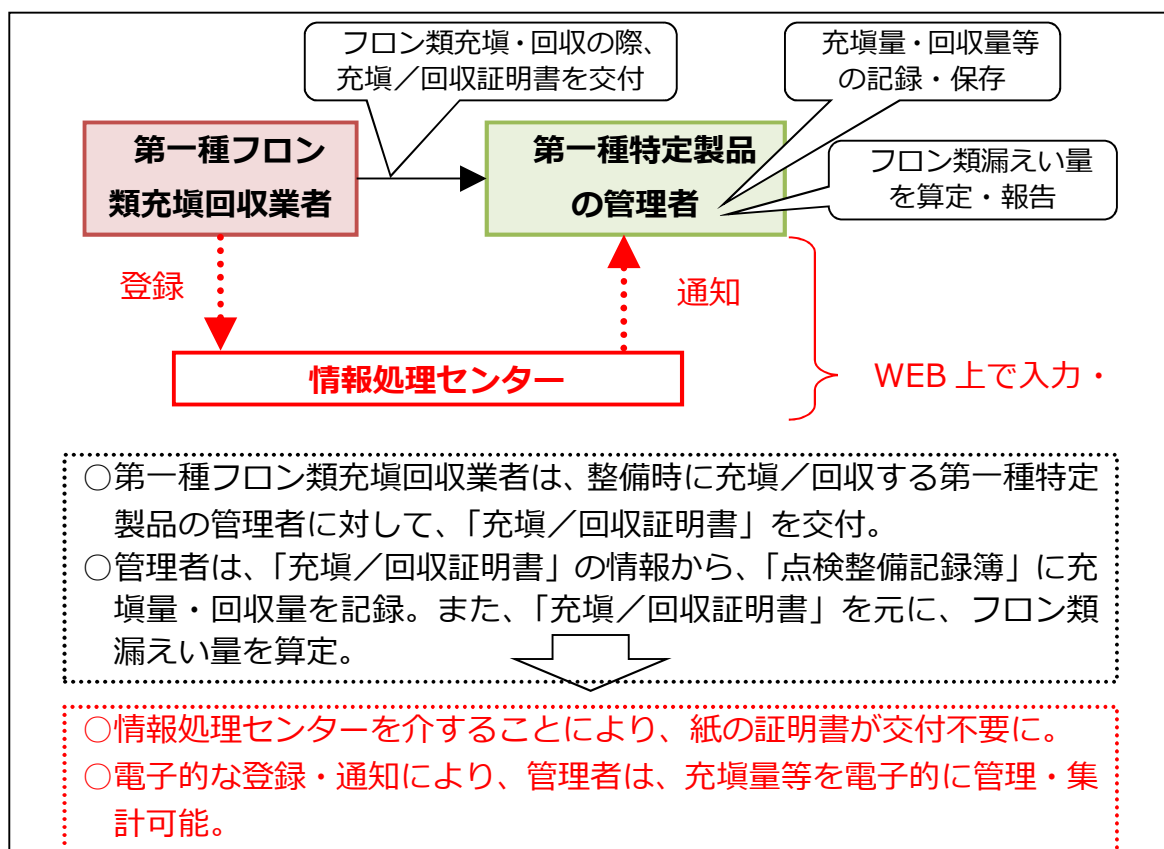 フロン類充塡・回収の際、
充塡／回収証明書を交付
充塡量・回収量等
の記録・保存
第一種フロン
類充塡回収業者
第一種特定製品
の管理者
フロン類漏えい量
を算定・報告
登録
通知
情報処理センター
WEB 上で入力・
○第一種フロン類充塡回収業者は、整備時に充塡／回収する第一種特定
製品の管理者に対して、「充塡／回収証明書」を交付。
○管理者は、「充塡／回収証明書」の情報から、「点検整備記録簿」に充
塡量・回収量を記録。また、「充塡／回収証明書」を元に、フロン類
漏えい量を算定。
○情報処理センターを介することにより、紙の証明書が交付不要に。
○電子的な登録・通知により、管理者は、充塡量等を電子的に管理・集
計可能。